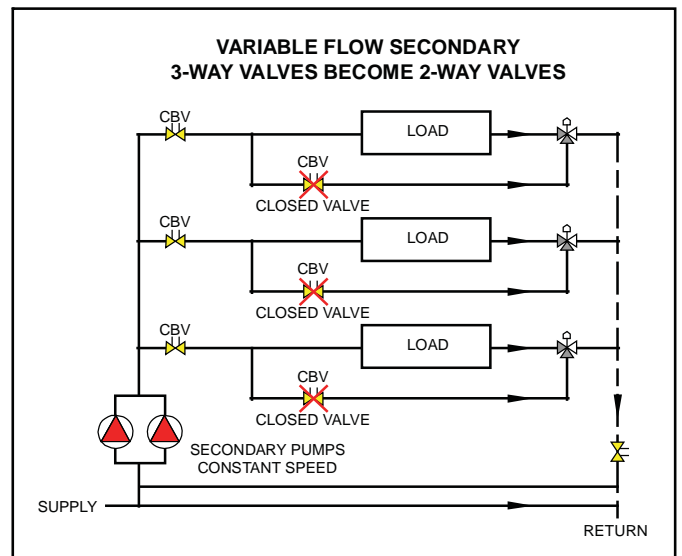 VARIABLE FLOW SECONDARY
3-WAY VALVES BECOME 2-WAY VALVES
CBV
LOAD
CBV
CLOSED VALVE
CBV
LOAD
CBV
CLOSED VALVE
CBV
LOAD
CBV
CLOSED VALVE
SECONDARY PUMPS
CONSTANT SPEED
SUPPLY
RETURN